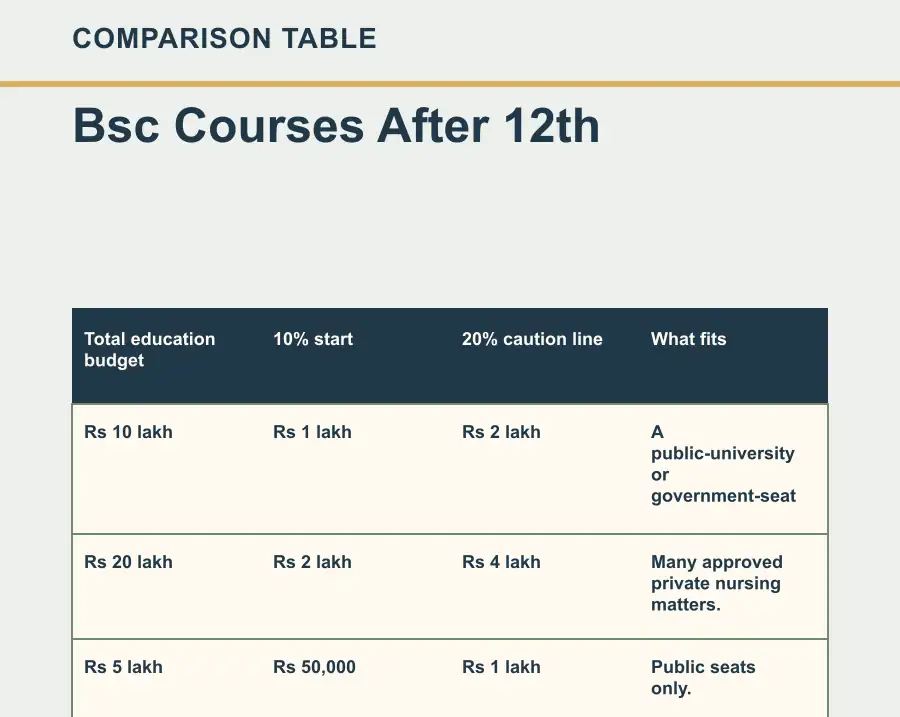 COMPARISON TABLE
Bsc Courses After 12th
Total education
budget
10% start
20% caution line
What fits
Rs 10 lakh
Rs 1 lakh
Rs 2 lakh
A
public-university
or
government-seat
Rs 20 lakh
Rs 2 lakh
Rs 4 lakh
Many approved
private nursing
matters.
Rs 5 lakh
Rs 50,000
Rs 1 lakh
Public seats
only.